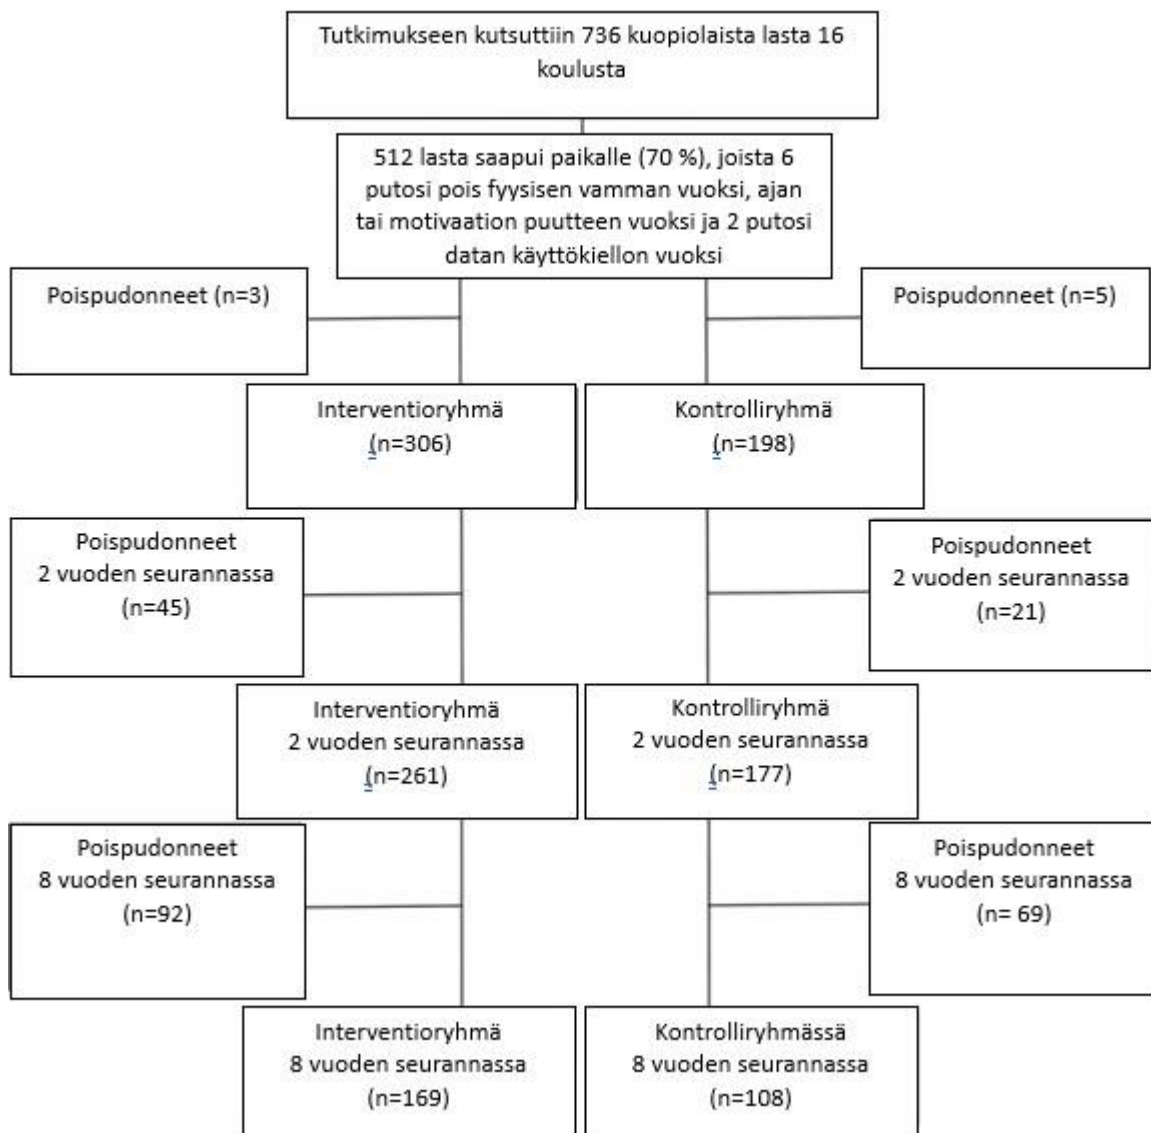 Tutkimukseen kutsuttiin 736 kuopiolaista lasta 16
koulusta
512 lasta saapui paikalle (70 %), joista 6
putosi pois fyysisen vamman vuoksi, ajan
tai motivaation puutteen vuoksi ja 2 putosi
datan käyttökiellon vuoksi
Poispudonneet (n=3)
Poispudonneet (n=5)
Interventioryhmä
(n=306)
Kontrolliryhmä
(n=198)
Poispudonneet
2 vuoden seurannassa
(n=45)
Poispudonneet
2 vuoden seurannassa
(n=21)
Interventioryhmä
2 vuoden seurannassa
(n=261)
Kontrolliryhmä
2 vuoden seurannassa
(n=177)
Poispudonneet
8 vuoden seurannassa
(n=92)
Poispudonneet
8 vuoden seurannassa
(n= 69)
Interventioryhmä
8 vuoden seurannassa
(n=169)
Kontrolliryhmässä
8 vuoden seurannassa
(n=108)